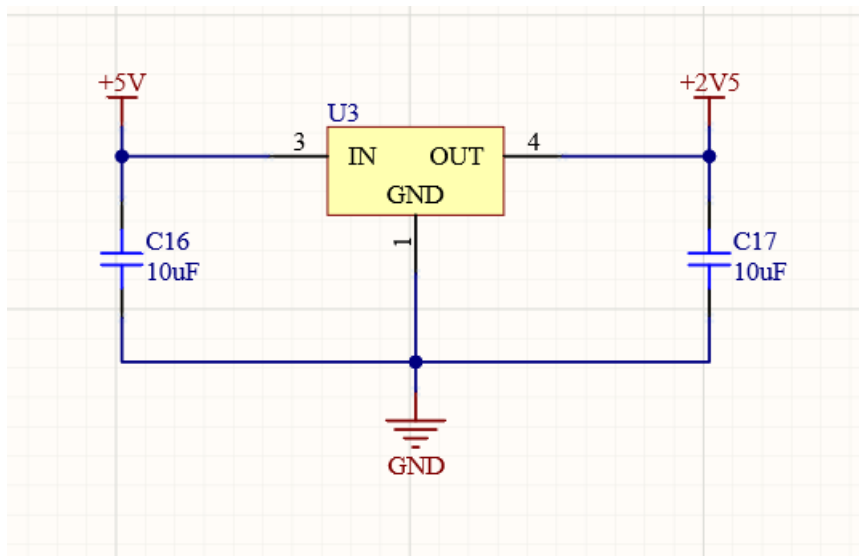 +5V
+2V5
U3
3
IN
OUT
4
GND
1
C16
10uF
C17
10uF
GND